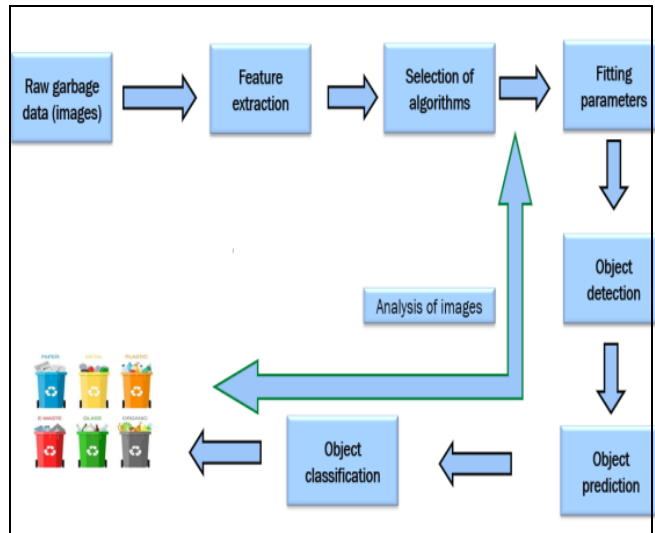 Raw garbage
data (images)
Feature
extraction
Selection of
algorithms
Fitting
parameters
Object
detection
Analysis of images
Object
prediction
Object
classification
PAPER
METAL
PLASTIC
E-WASTE
GLASS
ORGANIC